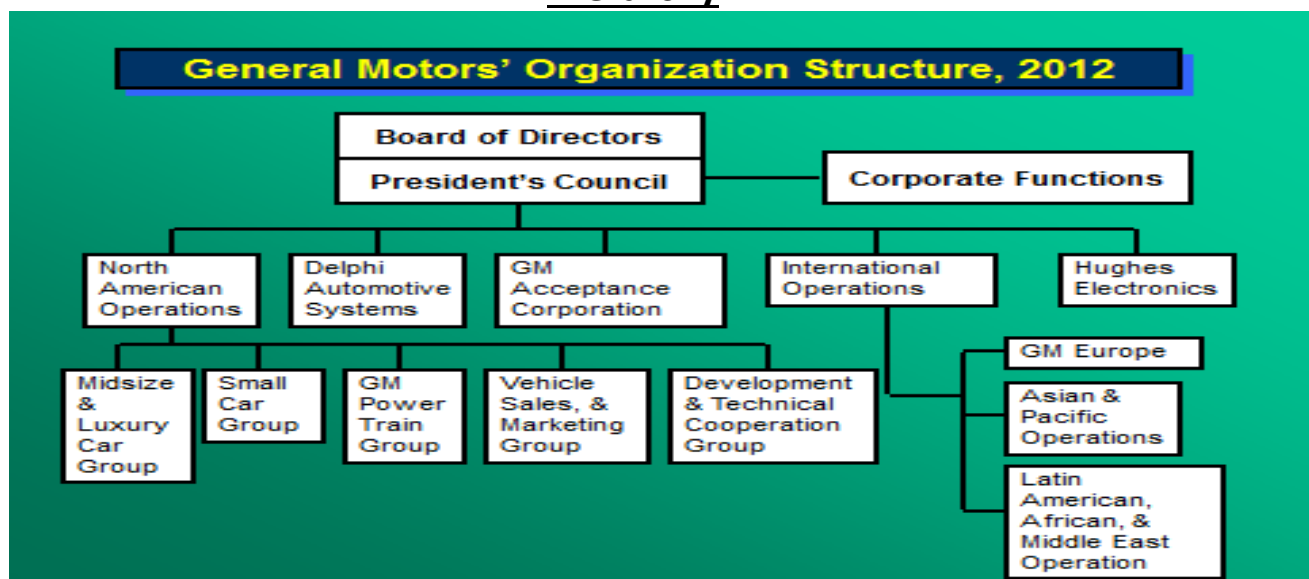 General Motors' Organization Structure, 2012
Board of Directors
President's Council
Corporate Functions
North
American
Operations
Delphi
Automotive
Systems
GM
Acceptance
Corporation
International
Operations
Hughes
Electronics
Midsize
&
Luxury
Car
Group
Small
Car
Group
GM
Power
Train
Group
Vehicle
Sales, &
Marketing
Group
Development
& Technical
Cooperation
Group
GM Europe
Asian &
Pacific
Operations
Latin
American,
African, &
Middle East
Operation